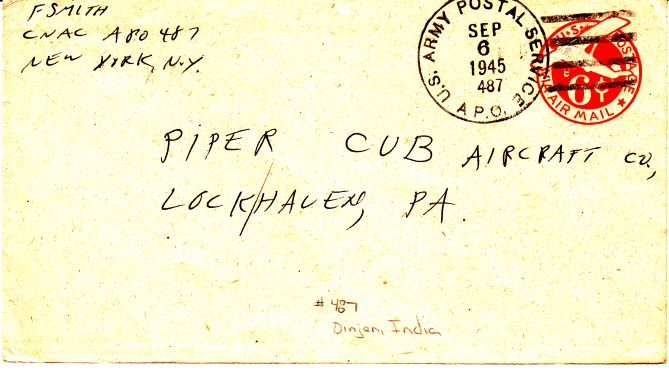 F SMITH
CNAC APO 487
NEW YORK, N.Y.
U.S. ARMY POSTAL SERVICE
SEP
6
1945
487
A.P.O.
U.S. POSTAGE
6¢
VIA AIR MAIL
PIPER CUB AIRCRAFT CO,
LOCKHAVEN, PA.
# 487
Dinjan, India